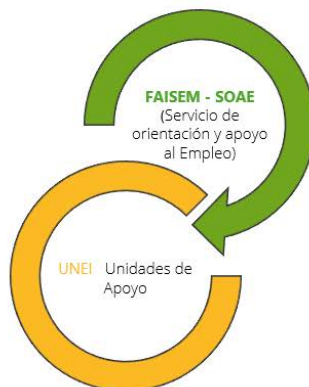 FAISEM - SOAE
(Servicio de
orientación y apoyo
al Empleo)
UNEI Unidades de
Apoyo